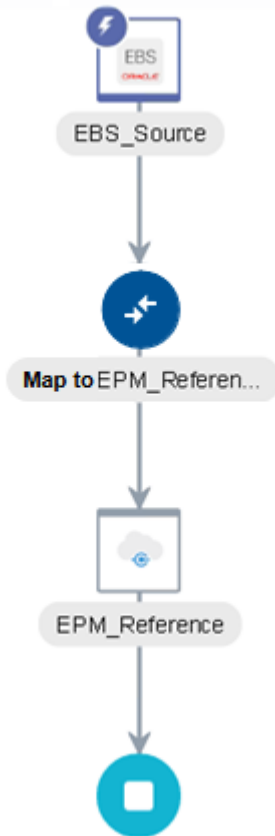 EBS
ORACLE
EBS_Source
Map to EPM_Referen...
EPM_Reference